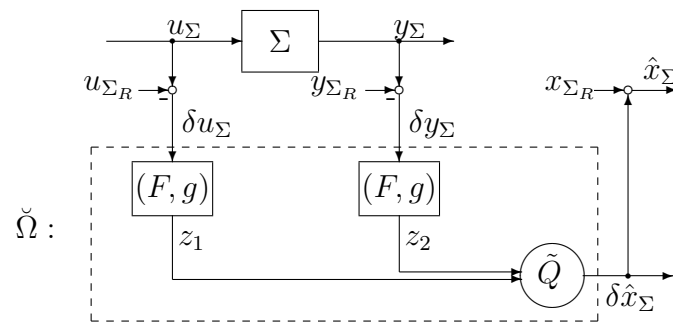 u_Σ Σ y_Σ
u_{Σ_R} - y_{Σ_R} - x_{Σ_R} x̂_Σ
δu_Σ δy_Σ
(F, g) (F, g)
Ω̆ :
z_1 z_2
Q̃
δx̂_Σ